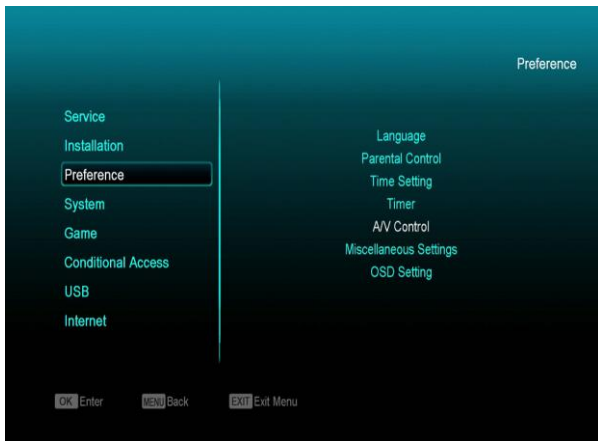 Preference
Service
Installation
Preference
System
Game
Conditional Access
USB
Internet
Language
Parental Control
Time Setting
Timer
A/V Control
Miscellaneous Settings
OSD Setting
OK Enter MENU Back EXIT Exit Menu